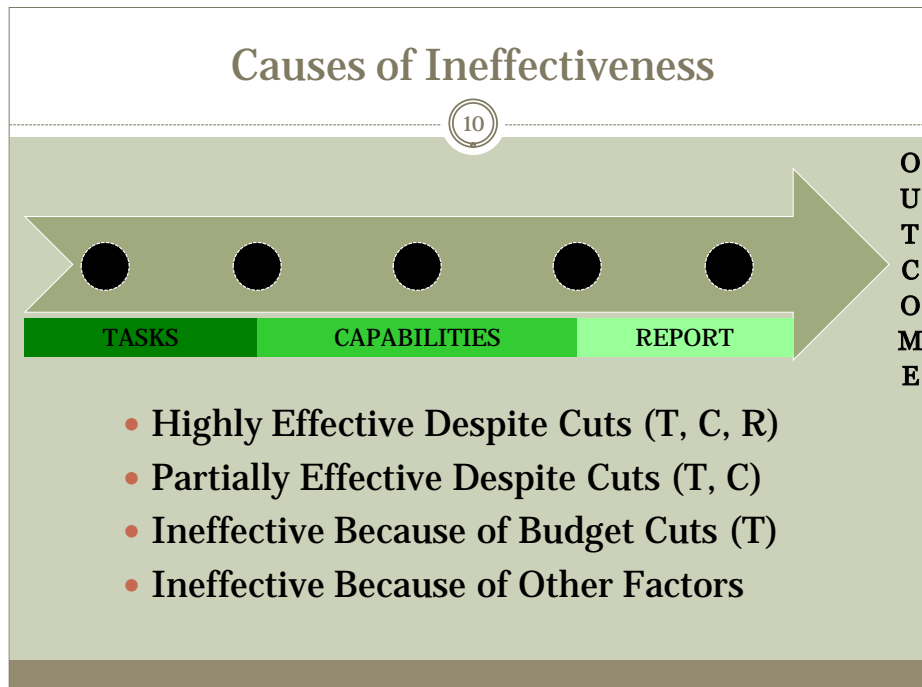 Causes of Ineffectiveness
10
OUTCOME
TASKS CAPABILITIES REPORT
• Highly Effective Despite Cuts (T, C, R)
• Partially Effective Despite Cuts (T, C)
• Ineffective Because of Budget Cuts (T)
• Ineffective Because of Other Factors